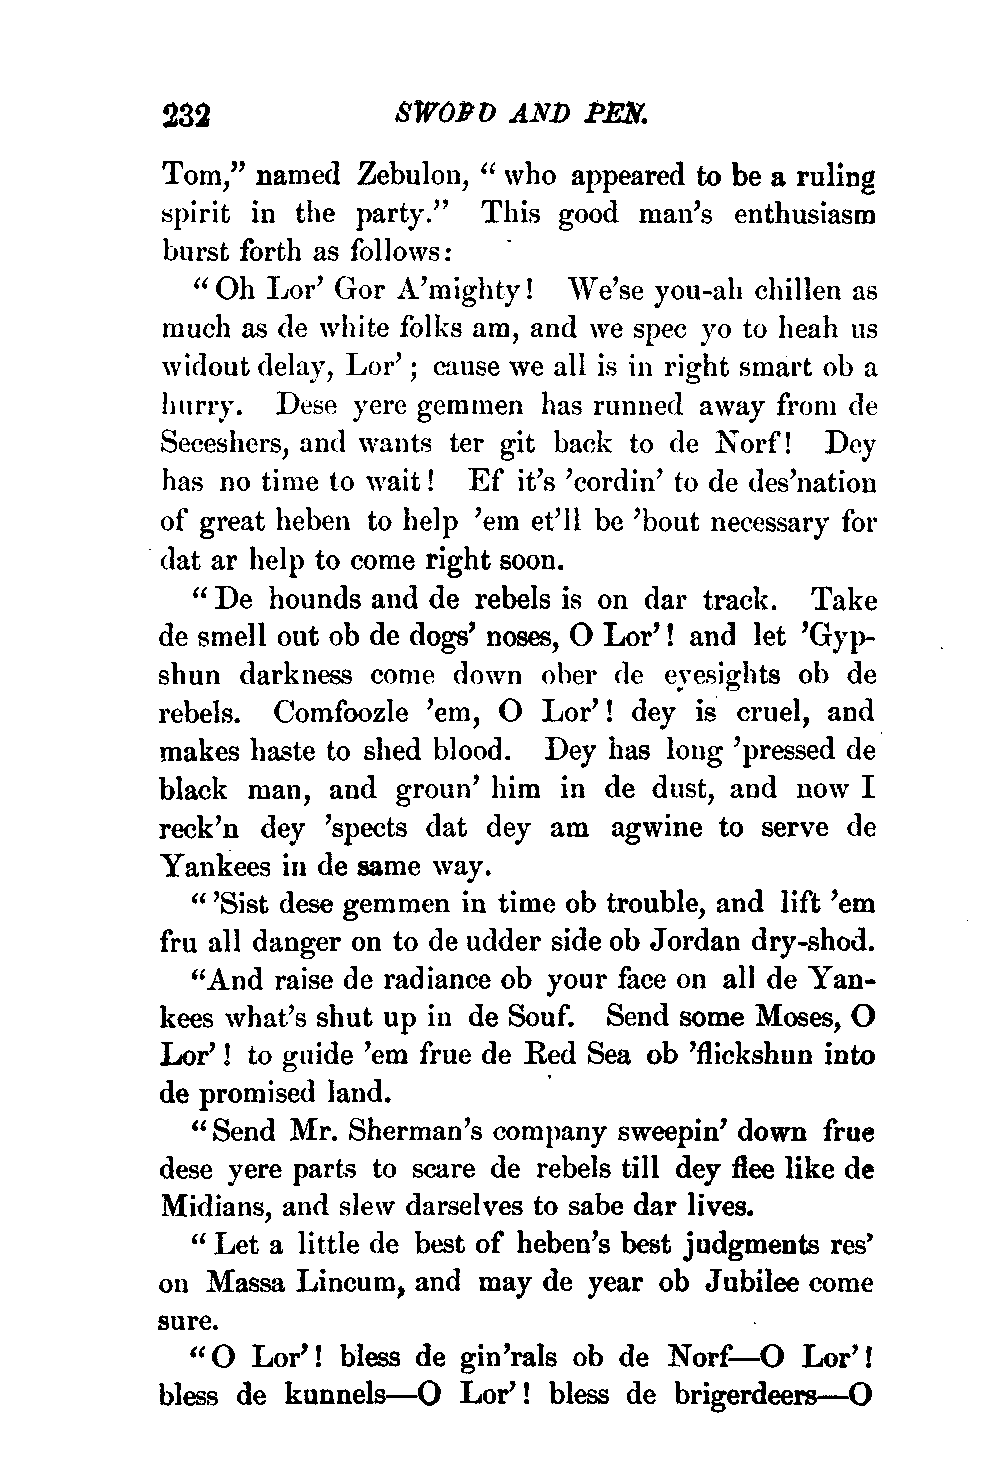 232 SWORD AND PEN.
Tom,” named Zebulon, “ who appeared to be a ruling
spirit in the party.” This good man’s enthusiasm
burst forth as follows:
“Oh Lor’ Gor A’mighty! We’se you-ah chillen as
much as de white folks am, and we spec yo to heah us
widout delay, Lor’ ; cause we all is in right smart ob a
hurry. Dese yere gemmen has runned away from de
Seceshers, and wants ter git back to de Norf! Dey
has no time to wait! Ef it’s ’cordin’ to de des’nation
of great heben to help ’em et’ll be ’bout necessary for
dat ar help to come right soon.
“De hounds and de rebels is on dar track. Take
de smell out ob de dogs’ noses, O Lor’! and let ’Gyp-
shun darkness come down ober de eyesights ob de
rebels. Comfoozle ’em, O Lor’! dey is cruel, and
makes haste to shed blood. Dey has long ’pressed de
black man, and groun’ him in de dust, and now I
reck’n dey ’spects dat dey am agwine to serve de
Yankees in de same way.
“’Sist dese gemmen in time ob trouble, and lift ’em
fru all danger on to de udder side ob Jordan dry-shod.
“And raise de radiance ob your face on all de Yan-
kees what’s shut up in de Souf. Send some Moses, O
Lor’! to guide ’em frue de Red Sea ob ’flickshun into
de promised land.
“Send Mr. Sherman’s company sweepin’ down frue
dese yere parts to scare de rebels till dey flee like de
Midians, and slew darselves to sabe dar lives.
“Let a little de best of heben’s best judgments res’
on Massa Lincum, and may de year ob Jubilee come
sure.
“O Lor’! bless de gin’rals ob de Norf—O Lor’!
bless de kunnels—O Lor’! bless de brigerdeers—O